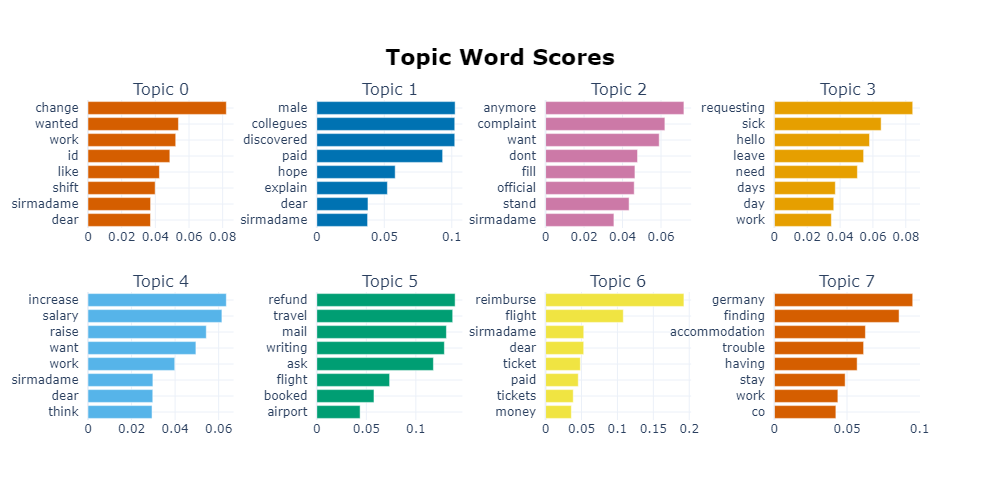 Topic Word Scores
Topic 0
change
wanted
work
id
like
shift
sirmadame
dear
0 0.02 0.04 0.06 0.08
Topic 1
male
collegues
discovered
paid
hope
explain
dear
sirmadame
0 0.05 0.1
Topic 2
anymore
complaint
want
dont
fill
official
stand
sirmadame
0 0.02 0.04 0.06
Topic 3
requesting
sick
hello
leave
need
days
day
work
0 0.02 0.04 0.06 0.08
Topic 4
increase
salary
raise
want
work
sirmadame
dear
think
0 0.02 0.04 0.06
Topic 5
refund
travel
mail
writing
ask
flight
booked
airport
0 0.05 0.1
Topic 6
reimburse
flight
sirmadame
dear
ticket
paid
tickets
money
0 0.05 0.1 0.15 0.2
Topic 7
germany
finding
accommodation
trouble
having
stay
work
co
0 0.05 0.1